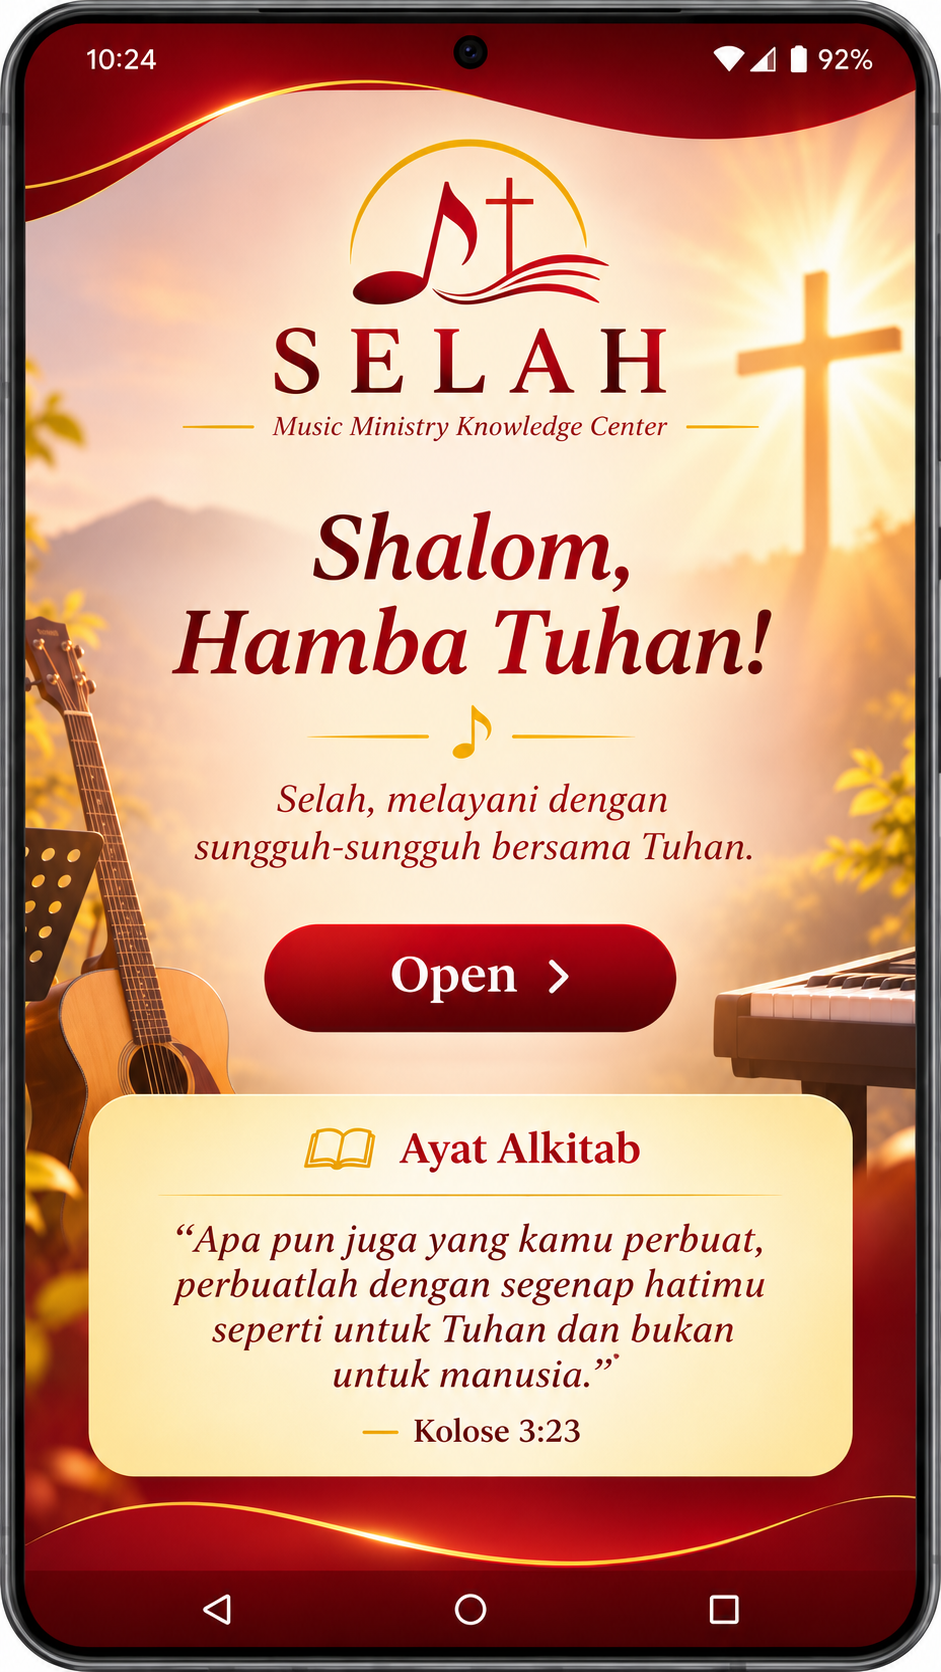 10:24
92%
SELAH
Music Ministry Knowledge Center
Shalom,
Hamba Tuhan!
Selah, melayani dengan
sungguh-sungguh bersama Tuhan.
Open
Ayat Alkitab
“Apa pun juga yang kamu perbuat,
perbuatlah dengan segenap hatimu
seperti untuk Tuhan dan bukan
untuk manusia.”
— Kolose 3:23